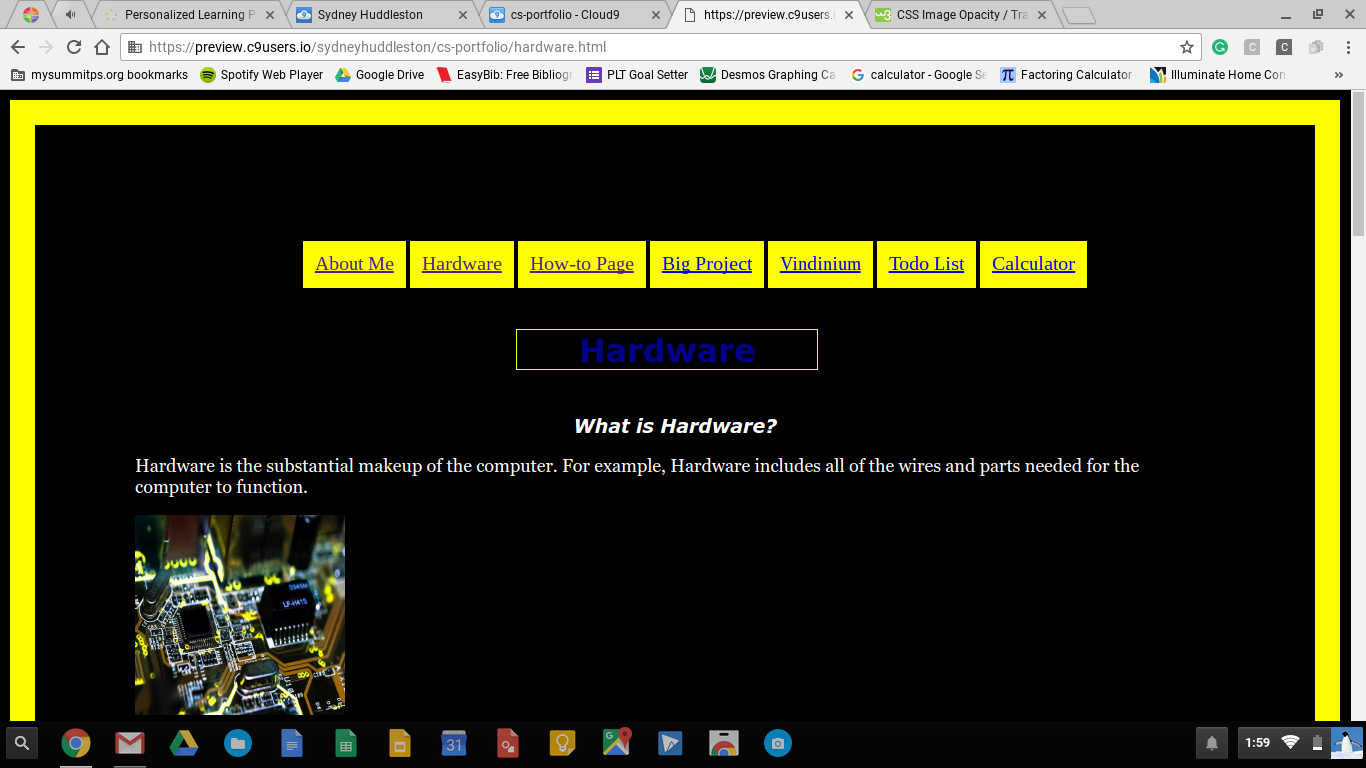 Personalized Learning P
Sydney Huddleston
cs-portfolio - Cloud9
https://preview.c9users.i
CSS Image Opacity / Tra
https://preview.c9users.io/sydneyhuddleston/cs-portfolio/hardware.html
mysummitps.org bookmarks
Spotify Web Player
Google Drive
EasyBib: Free Bibliogr
PLT Goal Setter
Desmos Graphing Ca
calculator - Google Se
Factoring Calculator -
Illuminate Home Con
About Me
Hardware
How-to Page
Big Project
Vindinium
Todo List
Calculator
Hardware
What is Hardware?
Hardware is the substantial makeup of the computer. For example, Hardware includes all of the wires and parts needed for the
computer to function.
LF-H41S
31
1:59